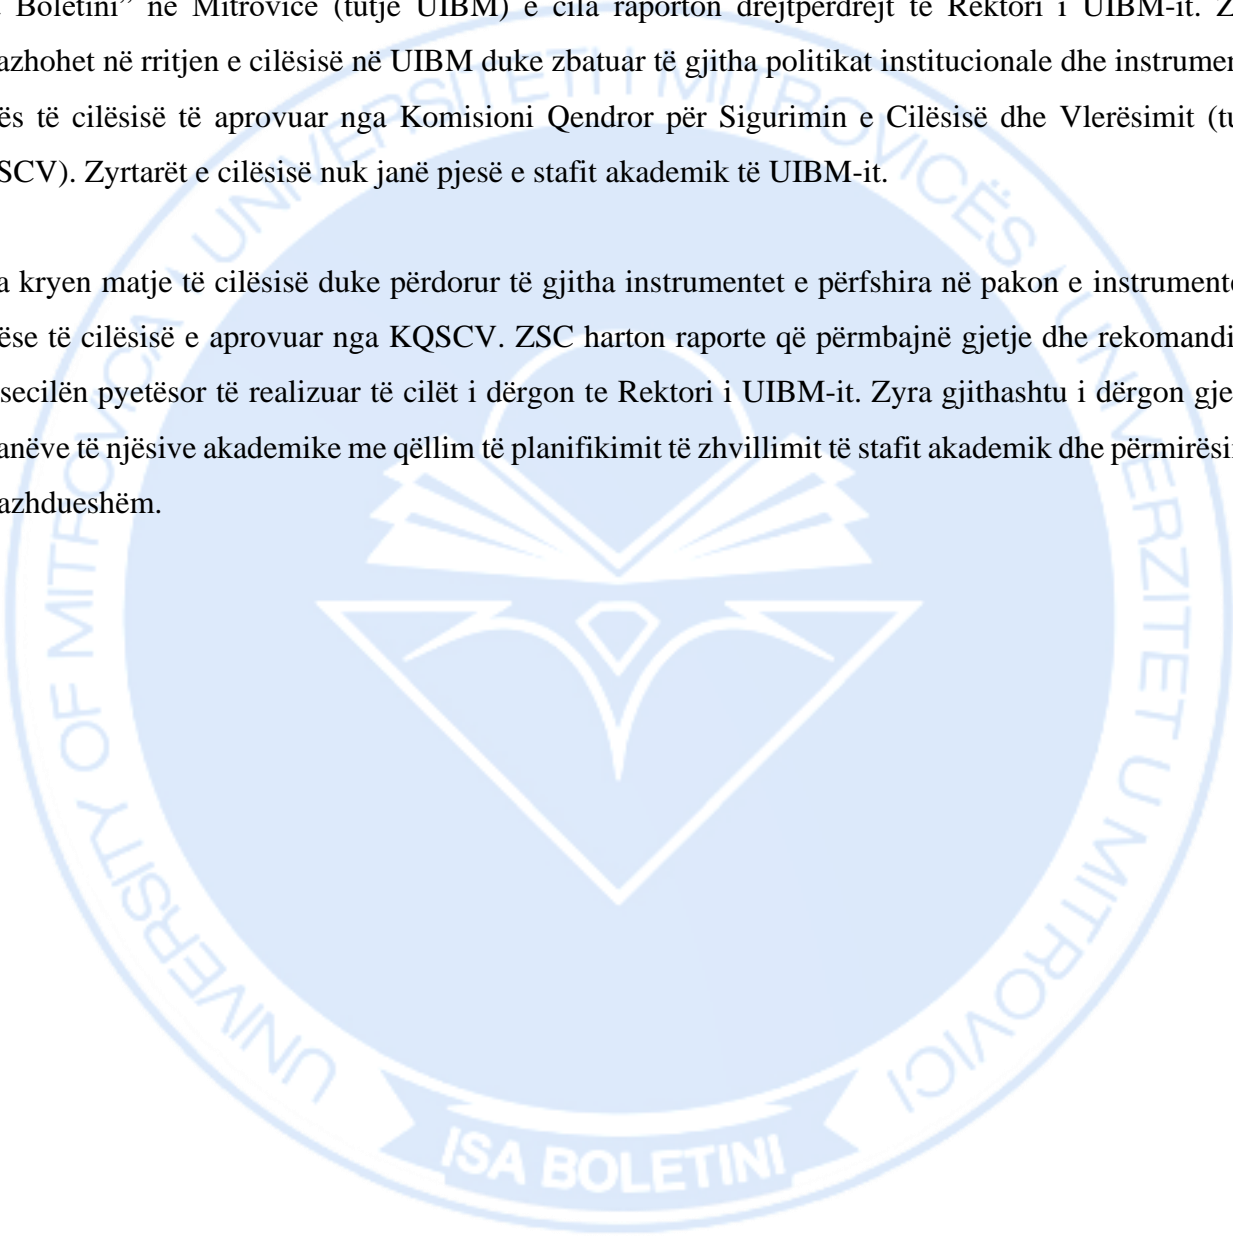 Boletini” në Mitrovicë (tutje UIBM) e cila raporton drejtpërdrejt te Rektori i UIBM-it. Z
azhohet në rritjen e cilësisë në UIBM duke zbatuar të gjitha politikat institucionale dhe instrumen
ës të cilësisë të aprovuar nga Komisioni Qendror për Sigurimin e Cilësisë dhe Vlerësimit (tu
SCV). Zyrtarët e cilësisë nuk janë pjesë e stafit akademik të UIBM-it.
a kryen matje të cilësisë duke përdorur të gjitha instrumentet e përfshira në pakon e instrument
ëse të cilësisë e aprovuar nga KQSCV. ZSC harton raporte që përmbajnë gjetje dhe rekomandi
secilën pyetësor të realizuar të cilët i dërgon te Rektori i UIBM-it. Zyra gjithashtu i dërgon gje
anëve të njësive akademike me qëllim të planifikimit të zhvillimit të stafit akademik dhe përmirësi
azhdueshëm.
UNIVERSITETI I MITROVICËS
UNIVERZITET U MITROVICI
UNIVERSITY OF MITROVICA
ISA BOLETINI